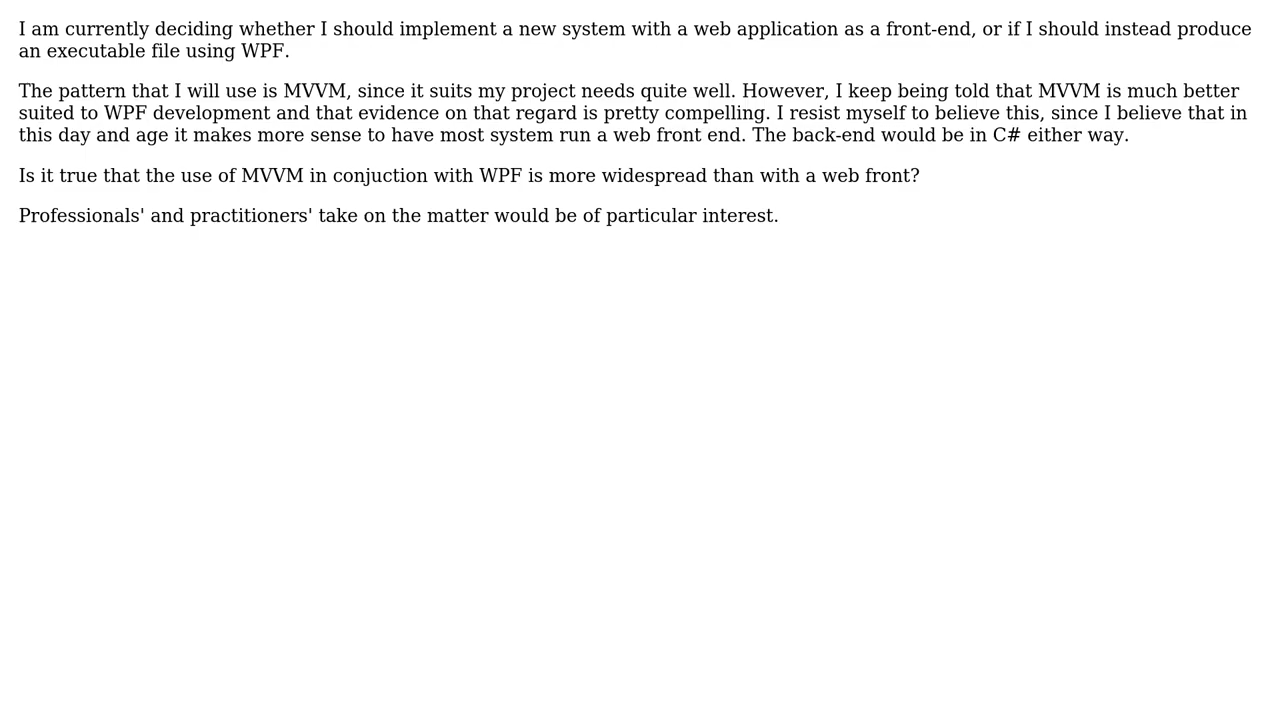 I am currently deciding whether I should implement a new system with a web application as a front-end, or if I should instead produce
an executable file using WPF.
The pattern that I will use is MVVM, since it suits my project needs quite well. However, I keep being told that MVVM is much better
suited to WPF development and that evidence on that regard is pretty compelling. I resist myself to believe this, since I believe that in
this day and age it makes more sense to have most system run a web front end. The back-end would be in C# either way.
Is it true that the use of MVVM in conjuction with WPF is more widespread than with a web front?
Professionals' and practitioners' take on the matter would be of particular interest.